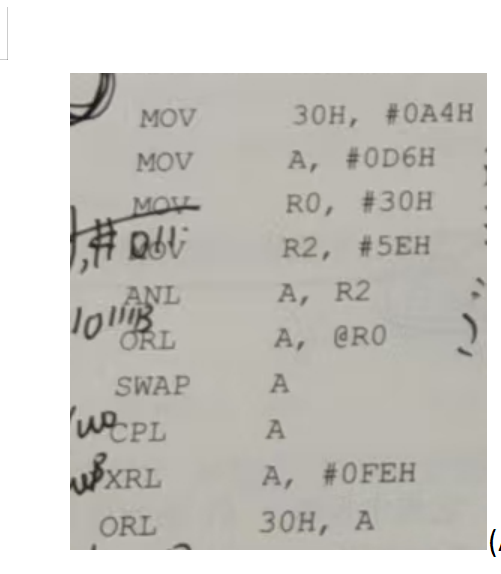 MOV 30H, #0A4H
MOV A, #0D6H
MOV R0, #30H
MOV R2, #5EH
ANL A, R2
ORL A, @R0
SWAP A
CPL A
XRL A, #0FEH
ORL 30H, A